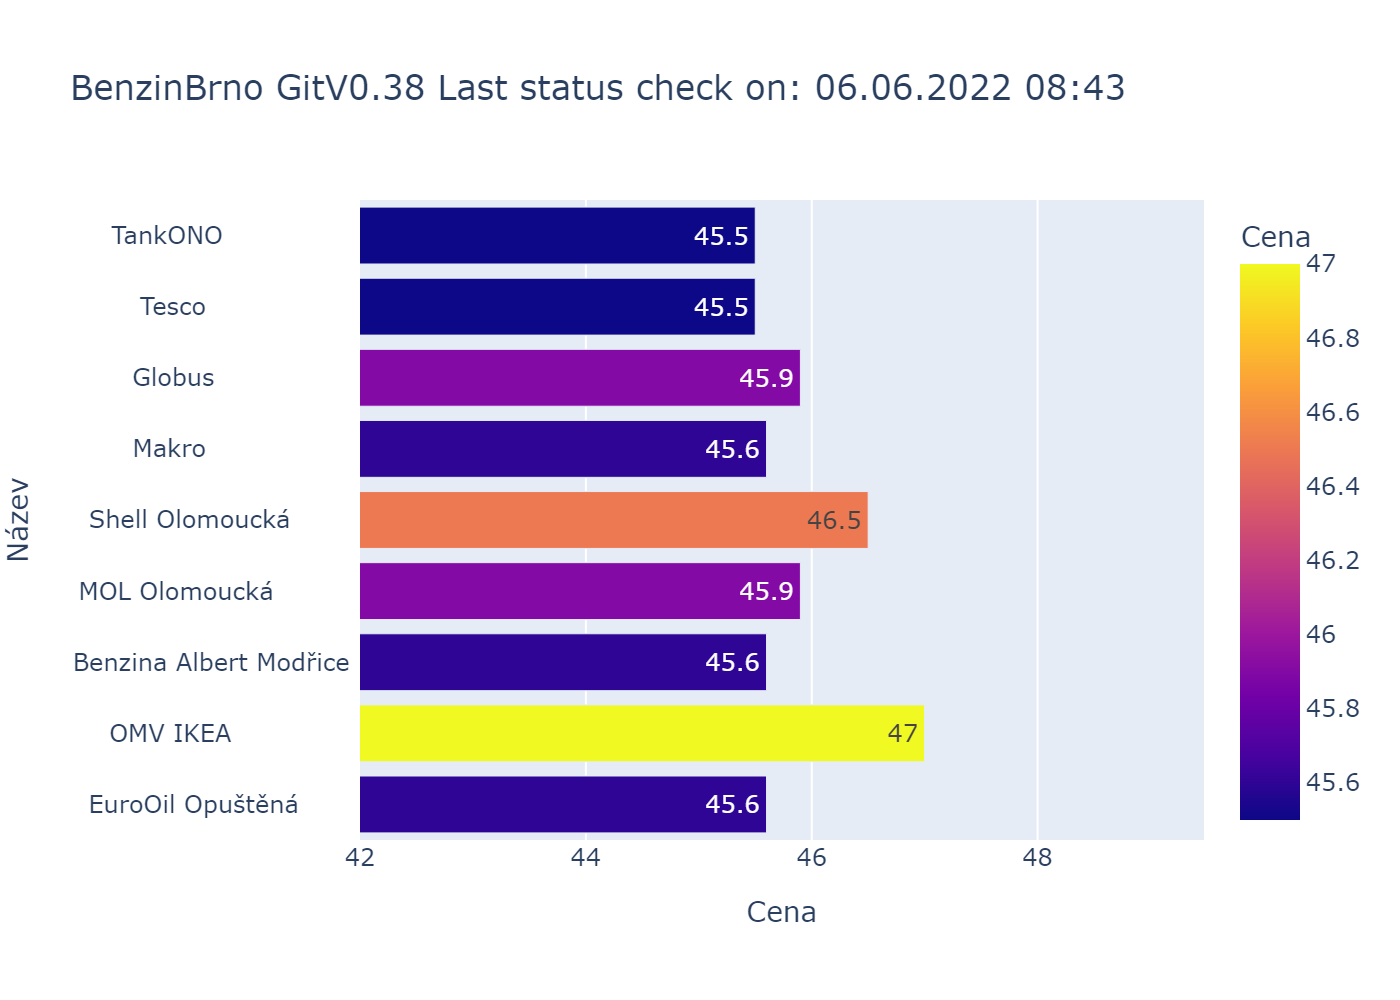 BenzinBrno GitV0.38 Last status check on: 06.06.2022 08:43
Název
TankONO 45.5
Tesco 45.5
Globus 45.9
Makro 45.6
Shell Olomoucká 46.5
MOL Olomoucká 45.9
Benzina Albert Modřice 45.6
OMV IKEA 47
EuroOil Opuštěná 45.6
42 44 46 48
Cena
Cena
47
46.8
46.6
46.4
46.2
46
45.8
45.6